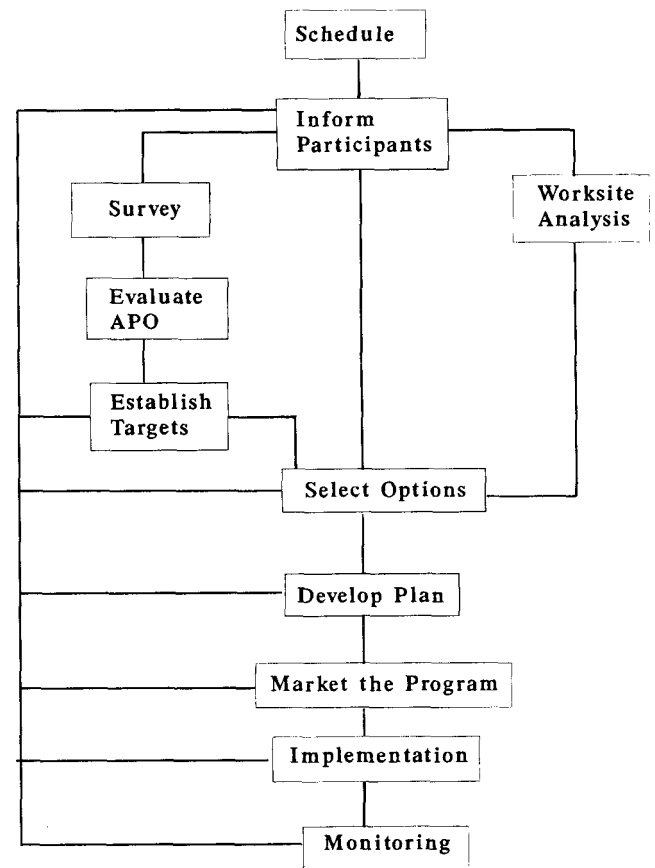 Schedule
Inform
Participants
Survey
Worksite
Analysis
Evaluate
APO
Establish
Targets
Select Options
Develop Plan
Market the Program
Implementation
Monitoring